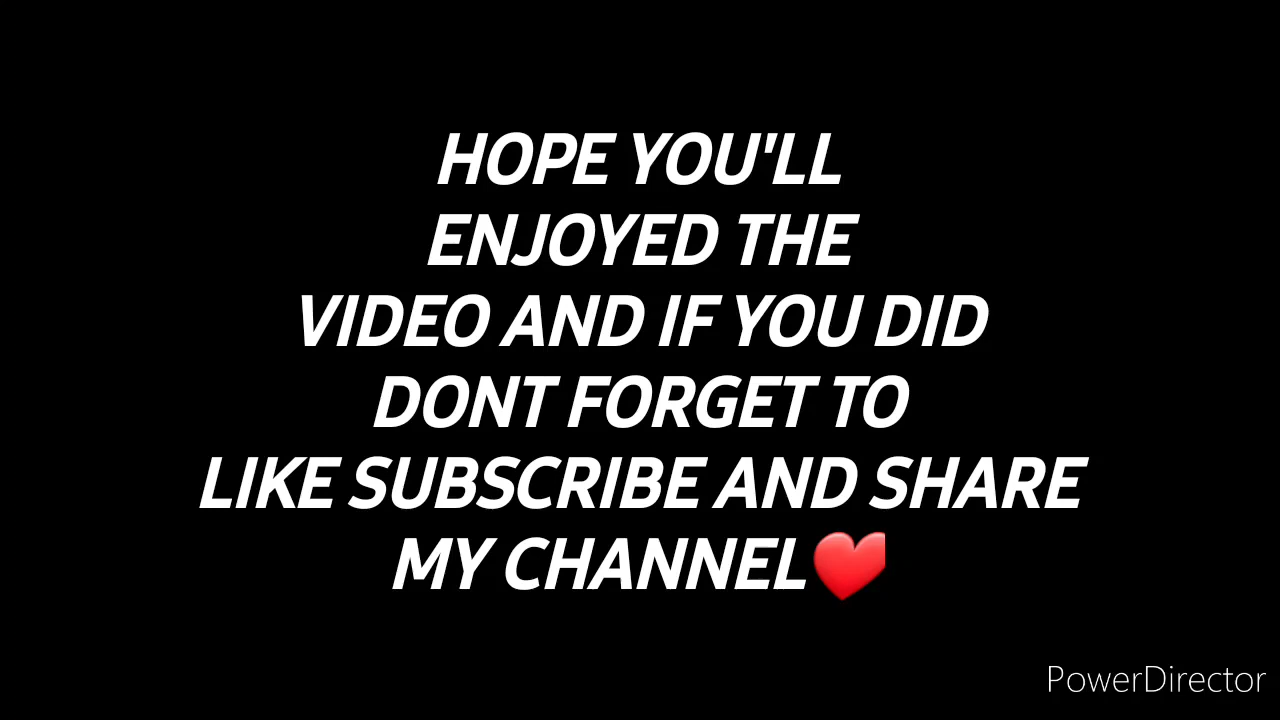 HOPE YOU'LL
ENJOYED THE
VIDEO AND IF YOU DID
DONT FORGET TO
LIKE SUBSCRIBE AND SHARE
MY CHANNEL❤️
PowerDirector